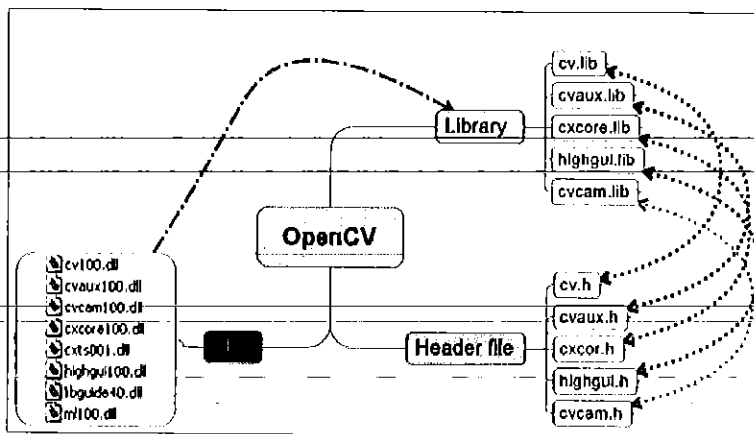 cv.lib
cvaux.lib
Library
cxcore.lib
highgui.lib
cvcam.lib
OpenCV
cv100.dll
cvaux100.dll
cvcam100.dll
cxcore100.dll
cxts001.dll
highgui100.dll
libguide40.dll
ml100.dll
cv.h
cvaux.h
Header file
cxcor.h
highgui.h
cvcam.h